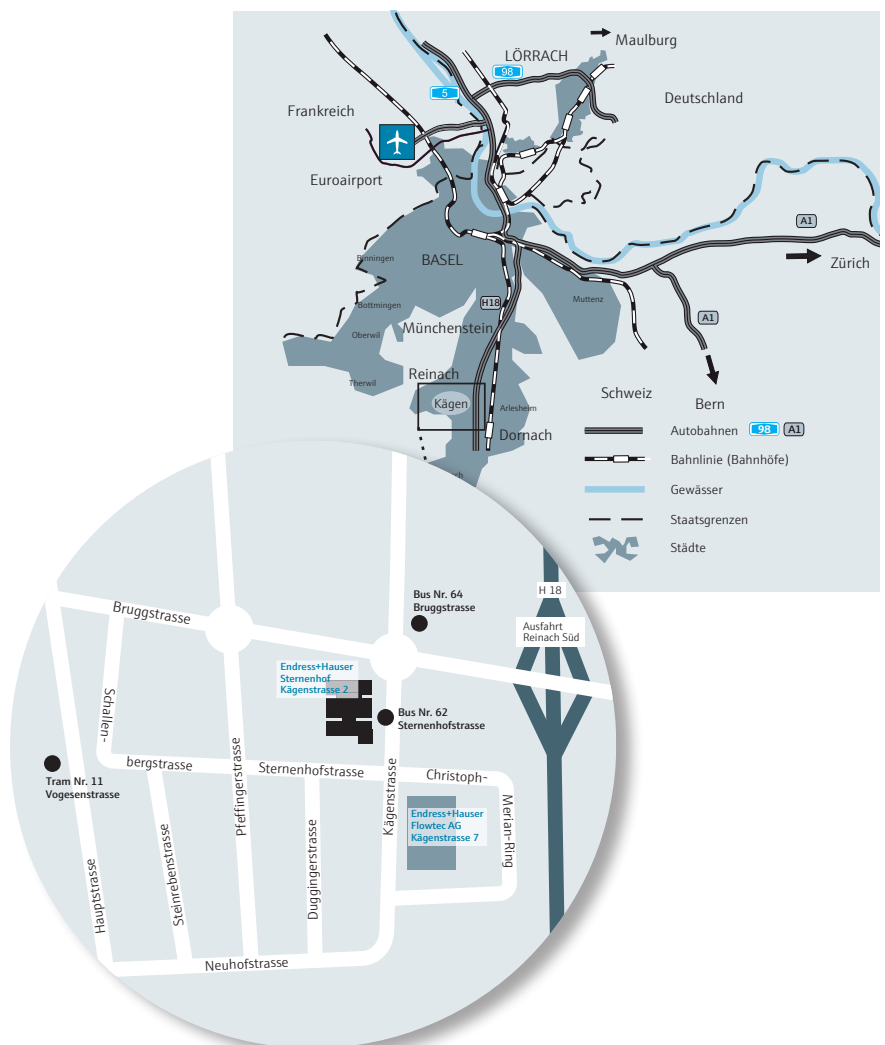 Maulburg
LÖRRACH
98
5
Deutschland
Frankreich
Euroairport
A1
Zürich
Binningen
BASEL
Bottmingen
H18
Muttenz
A1
Oberwil
Münchenstein
Therwil
Reinach
Kägen
Arlesheim
Dornach
Schweiz
Bern
Autobahnen 98 A1
Bahnlinie (Bahnhöfe)
Gewässer
Staatsgrenzen
Städte
H 18
Ausfahrt
Reinach Süd
Bus Nr. 64
Bruggstrasse
Bruggstrasse
Endress+Hauser
Sternenhof
Kägenstrasse 2
Bus Nr. 62
Sternenhofstrasse
Schallen-
bergstrasse
Sternenhofstrasse
Christoph-
Merian-Ring
Tram Nr. 11
Vogesenstrasse
Pfeffingerstrasse
Kägenstrasse
Endress+Hauser
Flowtec AG
Kägenstrasse 7
Hauptstrasse
Steinrebenstrasse
Duggingerstrasse
Neuhofstrasse